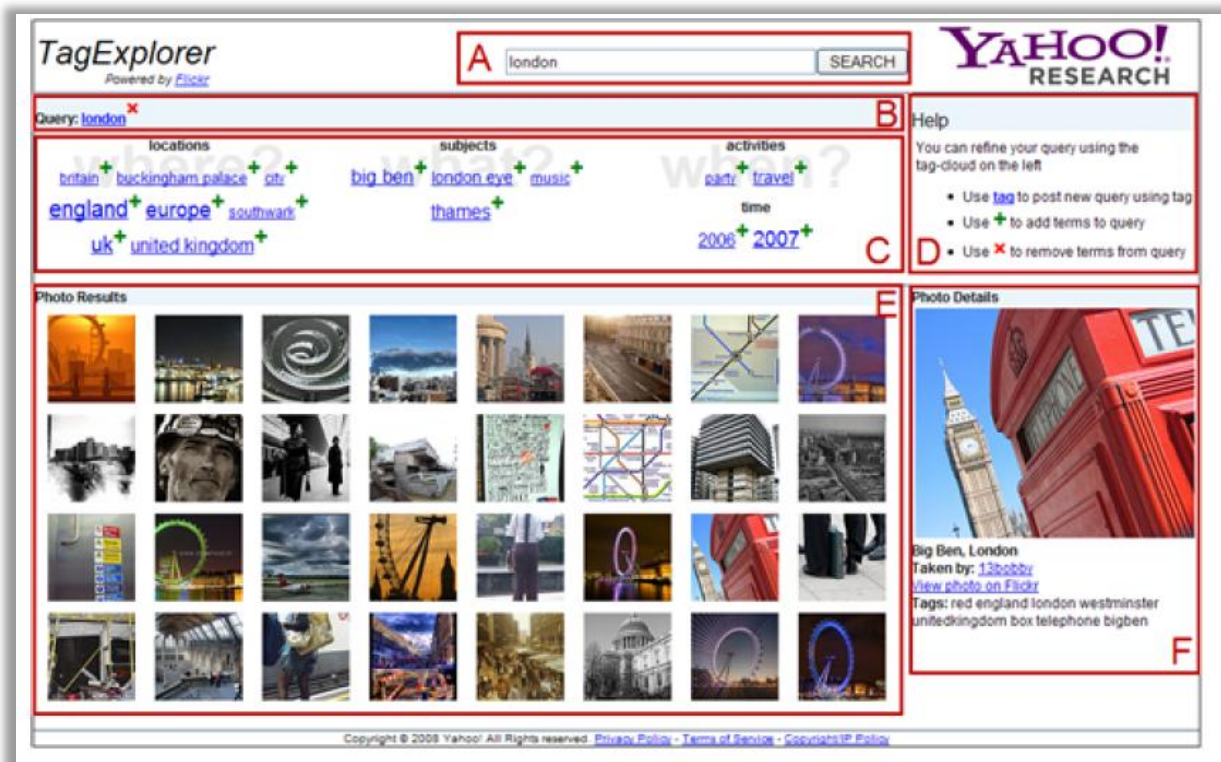 TagExplorer
Powered by Flickr
A
london
SEARCH
YAHOO!
RESEARCH
Query: london
B
where?
what?
when?
locations
britain + buckingham palace + city +
england + europe + southwark +
uk + united kingdom +
subjects
big ben + london eye + music +
thames +
activities
party + travel +
time
2006 + 2007 +
C
Help
You can refine your query using the
tag-cloud on the left
• Use tag to post new query using tag
• Use + to add terms to query
• Use × to remove terms from query
D
Photo Results
E
Photo Details
TE
Big Ben, London
Taken by: 13bobby
View photo on Flickr
Tags: red england london westminster
unitedkingdom box telephone bigben
F
Copyright © 2008 Yahoo! All Rights reserved. Privacy Policy - Terms of Service - Copyright/IP Policy